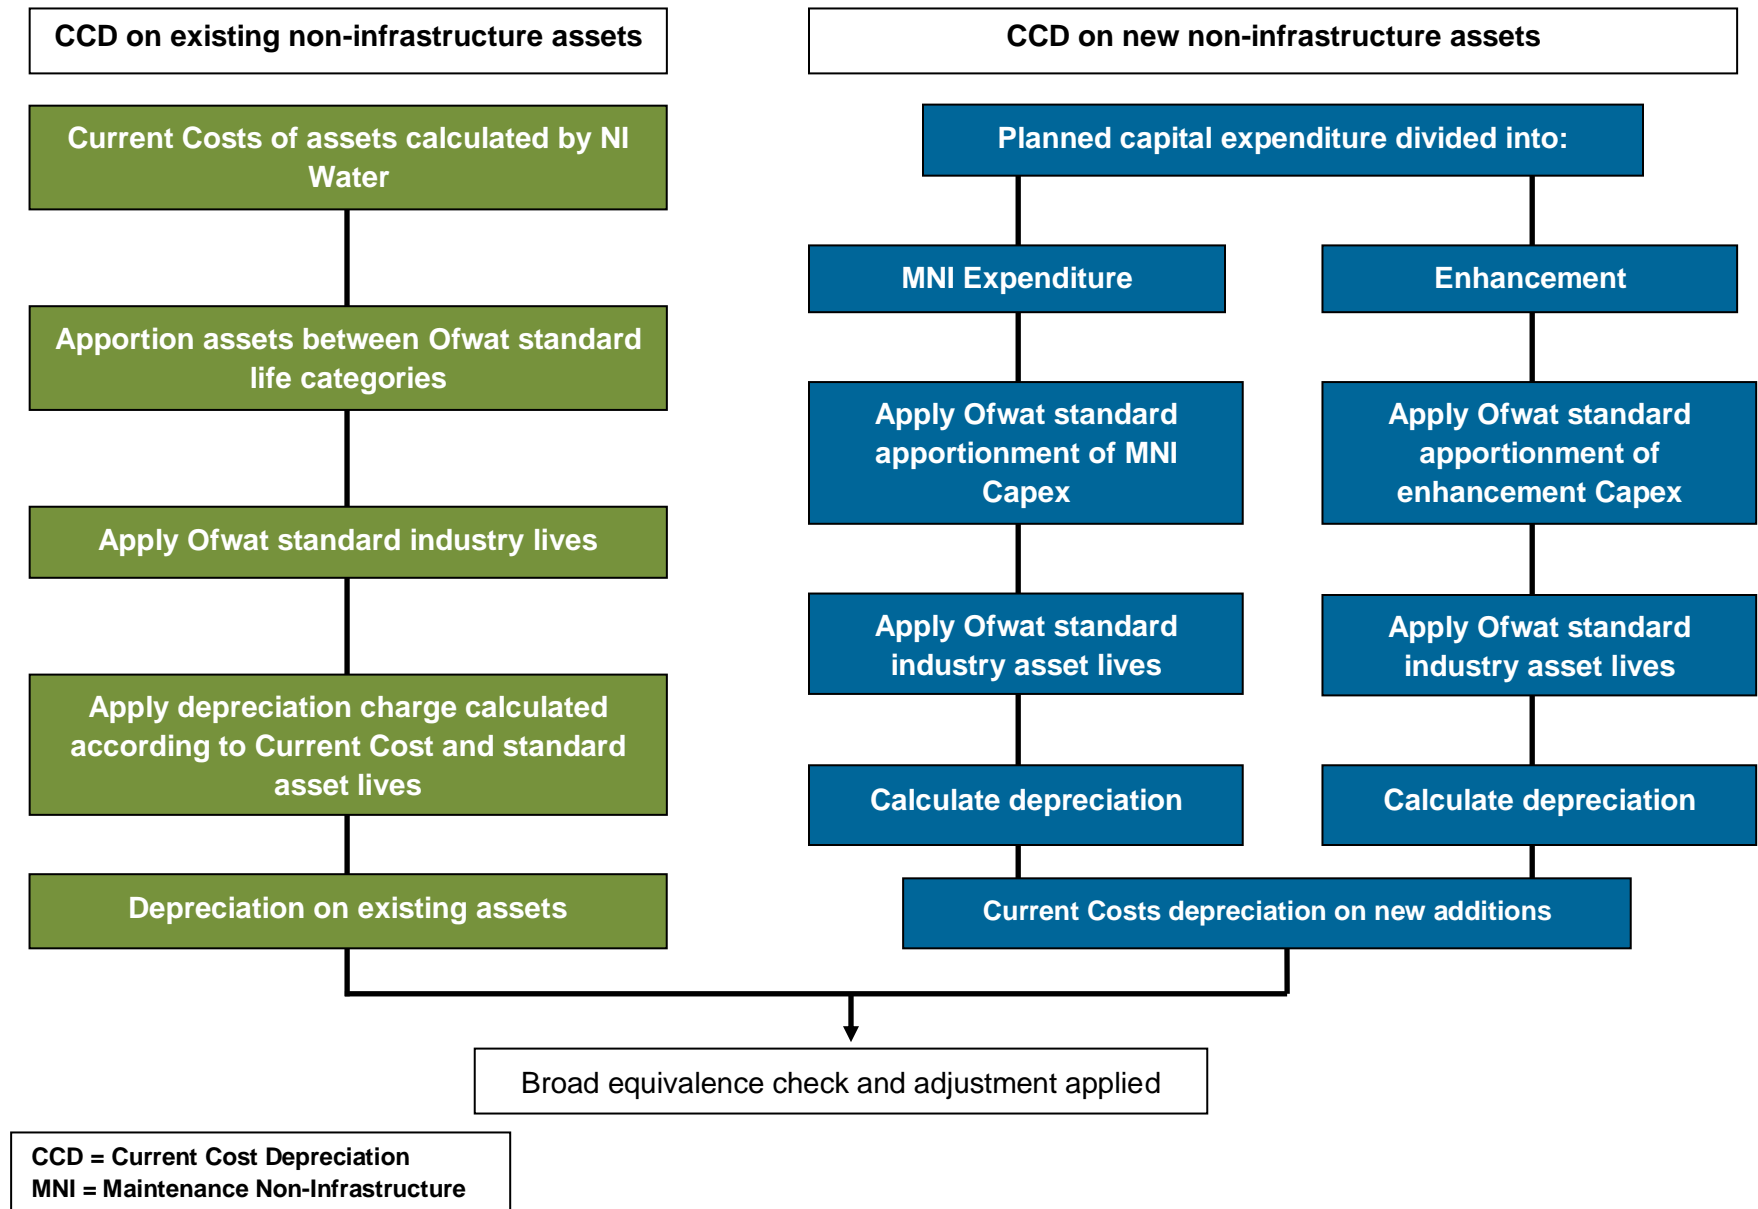 CCD on existing non-infrastructure assets
Current Costs of assets calculated by NI
Water
Apportion assets between Ofwat standard
life categories
Apply Ofwat standard industry lives
Apply depreciation charge calculated
according to Current Cost and standard
asset lives
Depreciation on existing assets
CCD on new non-infrastructure assets
Planned capital expenditure divided into:
MNI Expenditure
Apply Ofwat standard
apportionment of MNI
Capex
Apply Ofwat standard
industry asset lives
Calculate depreciation
Enhancement
Apply Ofwat standard
apportionment of
enhancement Capex
Apply Ofwat standard
industry asset lives
Calculate depreciation
Current Costs depreciation on new additions
Broad equivalence check and adjustment applied
CCD = Current Cost Depreciation
MNI = Maintenance Non-Infrastructure